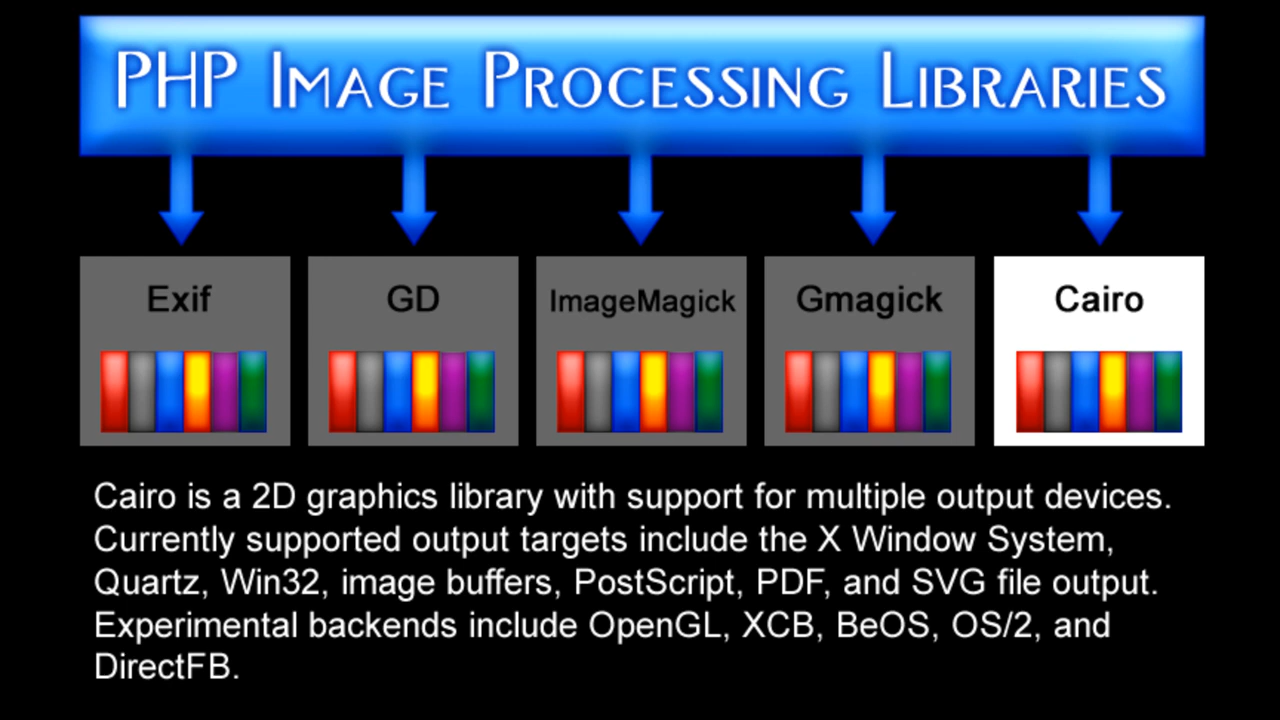 PHP IMAGE PROCESSING LIBRARIES
Exif
GD
ImageMagick
Gmagick
Cairo
Cairo is a 2D graphics library with support for multiple output devices.
Currently supported output targets include the X Window System,
Quartz, Win32, image buffers, PostScript, PDF, and SVG file output.
Experimental backends include OpenGL, XCB, BeOS, OS/2, and
DirectFB.